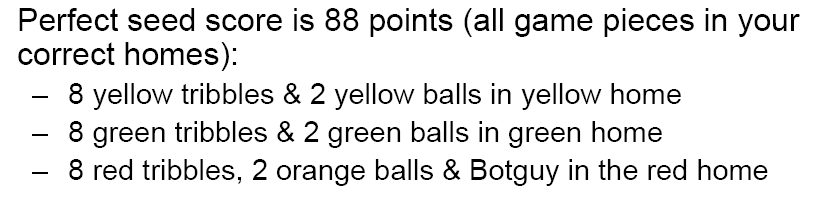 Perfect seed score is 88 points (all game pieces in your
correct homes):
– 8 yellow tribbles & 2 yellow balls in yellow home
– 8 green tribbles & 2 green balls in green home
– 8 red tribbles, 2 orange balls & Botguy in the red home